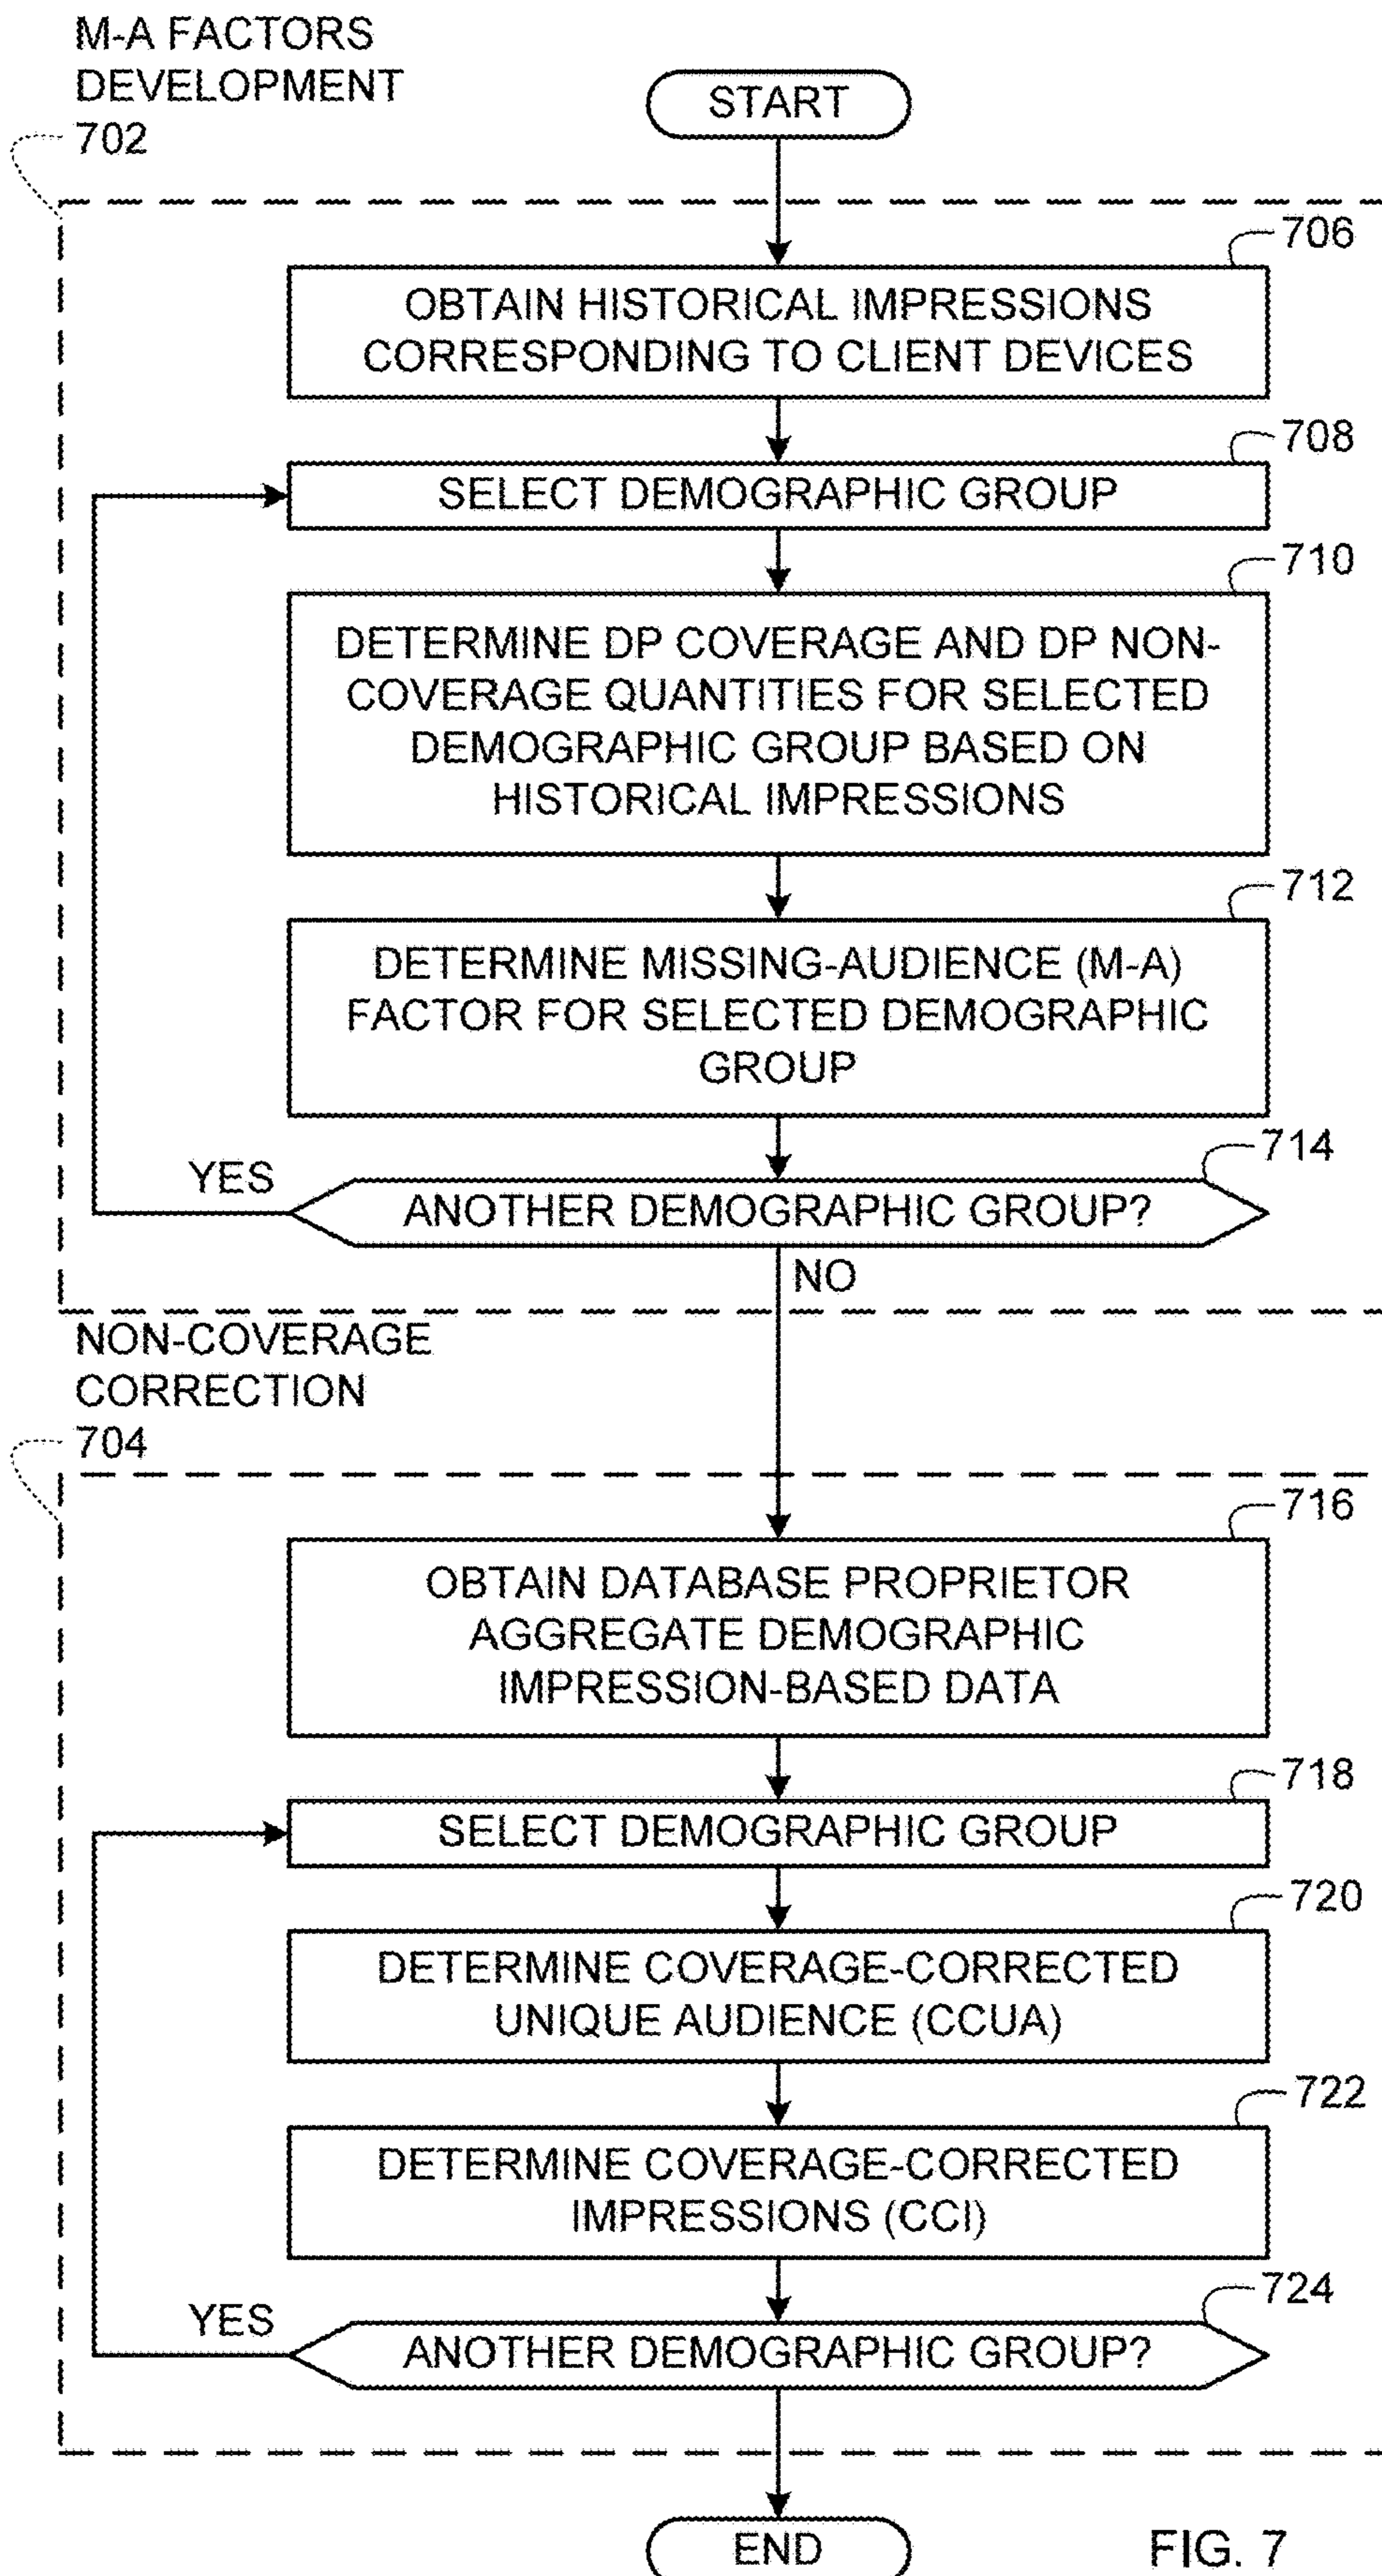 M-A FACTORS
DEVELOPMENT
702
START
706
OBTAIN HISTORICAL IMPRESSIONS
CORRESPONDING TO CLIENT DEVICES
708
SELECT DEMOGRAPHIC GROUP
710
DETERMINE DP COVERAGE AND DP NON-
COVERAGE QUANTITIES FOR SELECTED
DEMOGRAPHIC GROUP BASED ON
HISTORICAL IMPRESSIONS
712
DETERMINE MISSING-AUDIENCE (M-A)
FACTOR FOR SELECTED DEMOGRAPHIC
GROUP
714
YES
ANOTHER DEMOGRAPHIC GROUP?
NO
NON-COVERAGE
CORRECTION
704
716
OBTAIN DATABASE PROPRIETOR
AGGREGATE DEMOGRAPHIC
IMPRESSION-BASED DATA
718
SELECT DEMOGRAPHIC GROUP
720
DETERMINE COVERAGE-CORRECTED
UNIQUE AUDIENCE (CCUA)
722
DETERMINE COVERAGE-CORRECTED
IMPRESSIONS (CCI)
724
YES
ANOTHER DEMOGRAPHIC GROUP?
END
FIG. 7